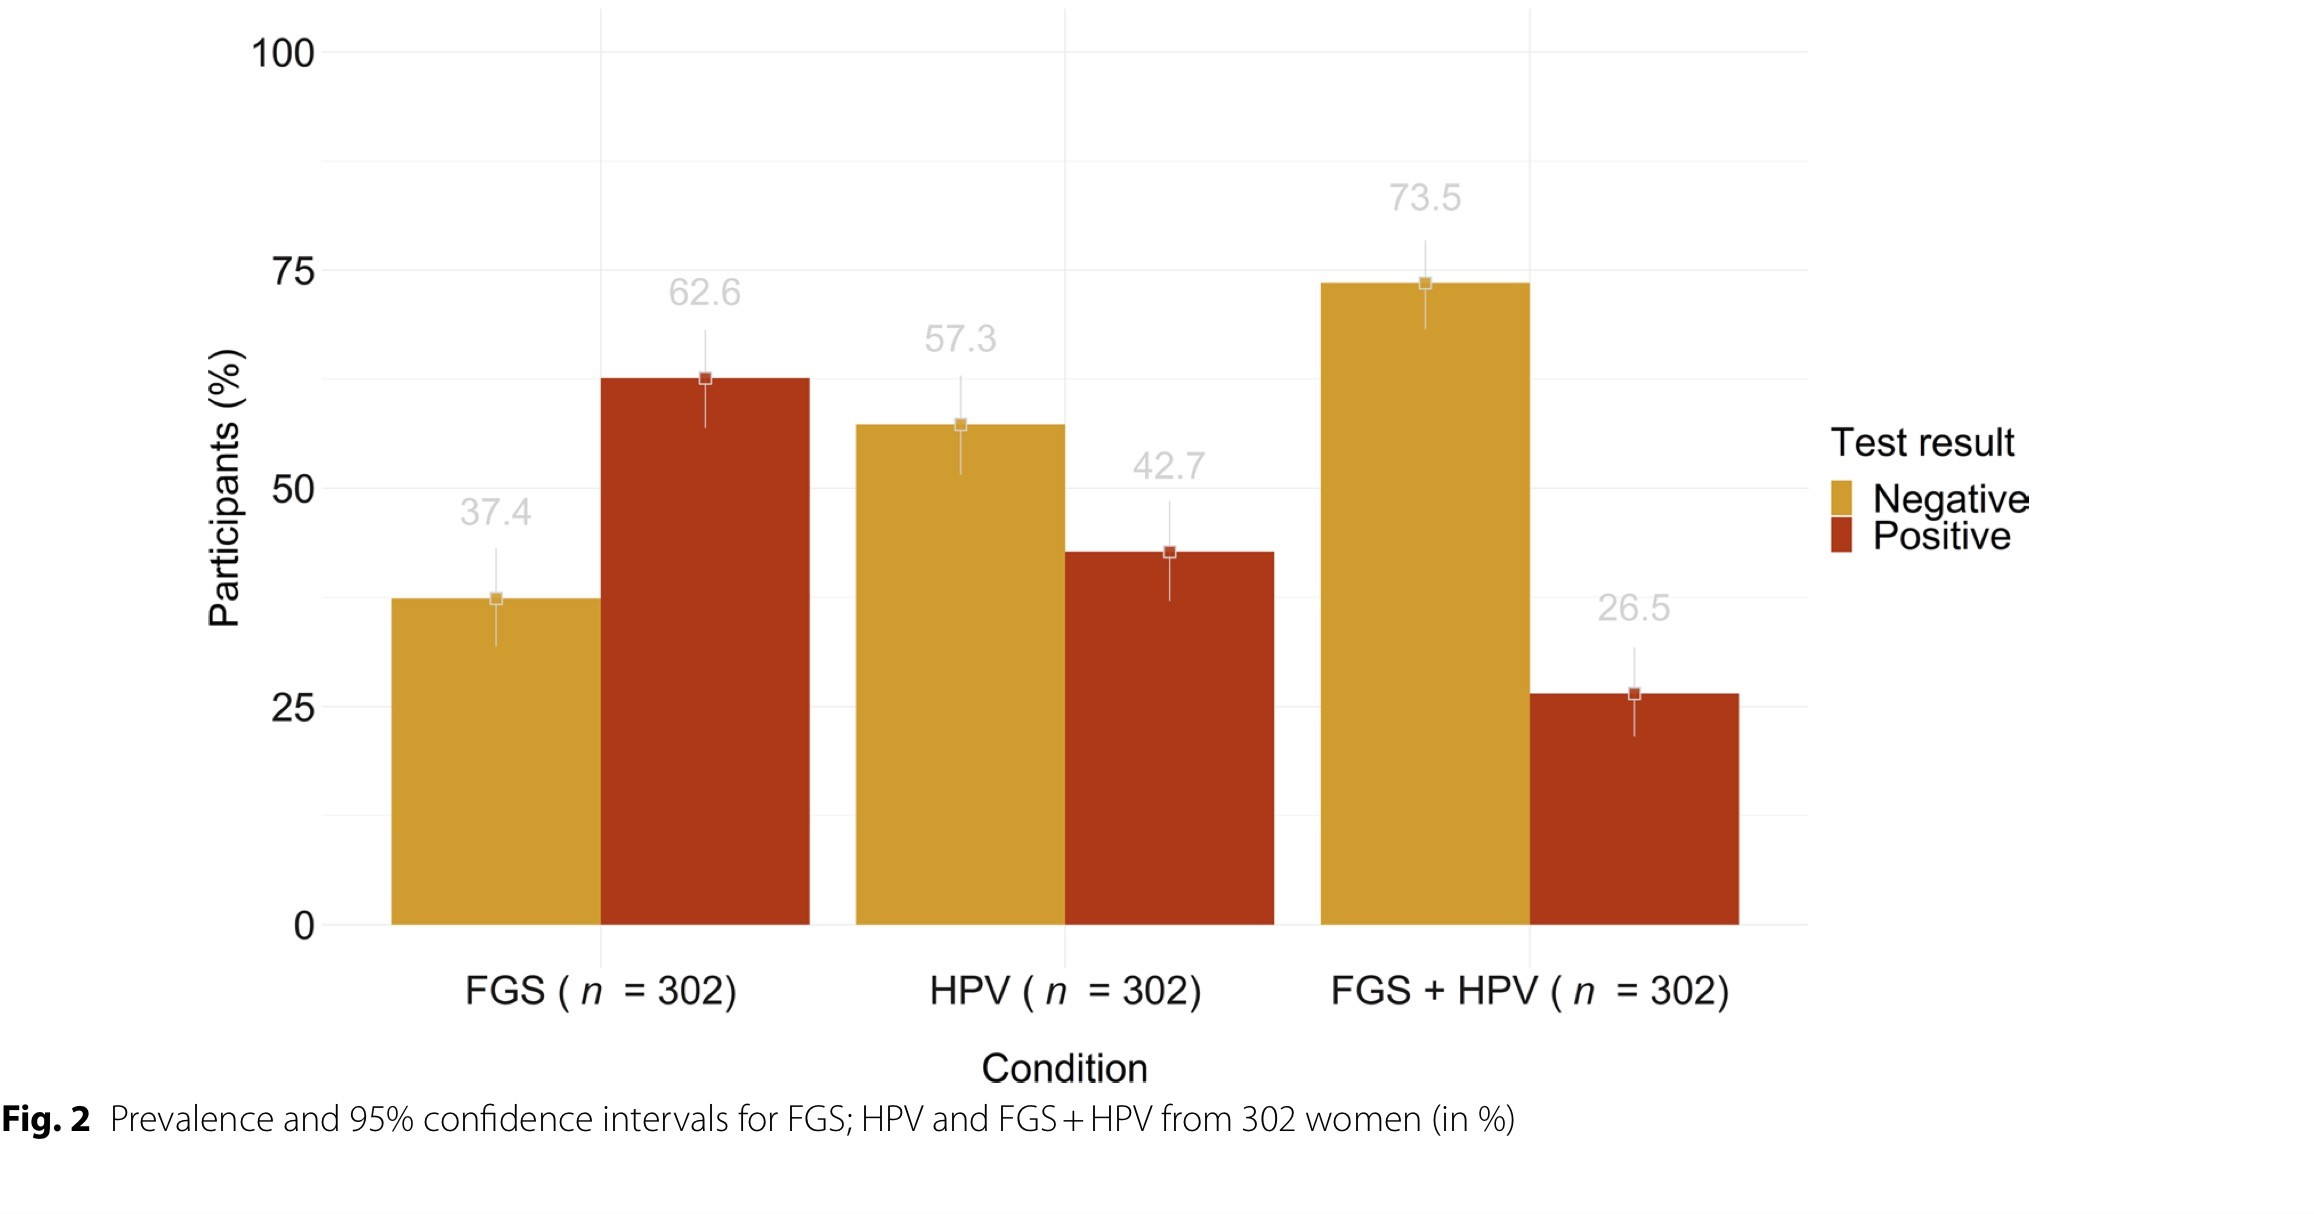 100
75
50
25
0
Participants (%)
37.4
62.6
57.3
42.7
73.5
26.5
FGS ( n = 302)
HPV ( n = 302)
FGS + HPV ( n = 302)
Condition
Test result
Negative
Positive
Fig. 2 Prevalence and 95% confidence intervals for FGS; HPV and FGS + HPV from 302 women (in %)